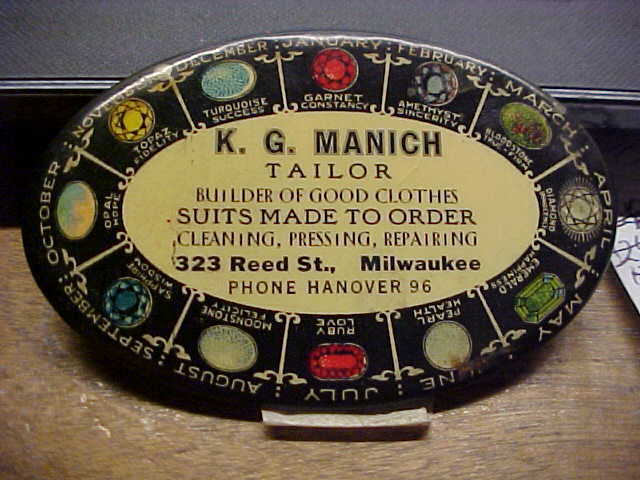 JANUARY
GARNET
CONSTANCY
FEBRUARY
AMETHYST
SINCERITY
MARCH
BLOODSTONE
APRIL
DIAMOND
MAY
EMERALD
HAPPINESS
JUNE
PEARL
HEALTH
JULY
RUBY
LOVE
AUGUST
MOONSTONE
FELICITY
SEPTEMBER
SAPPHIRE
WISDOM
OCTOBER
OPAL
HOPE
NOVEMBER
TOPAZ
FIDELITY
DECEMBER
TURQUOISE
SUCCESS
K. G. MANICH
TAILOR
BUILDER OF GOOD CLOTHES
SUITS MADE TO ORDER
CLEANING, PRESSING, REPAIRING
323 Reed St., Milwaukee
PHONE HANOVER 96